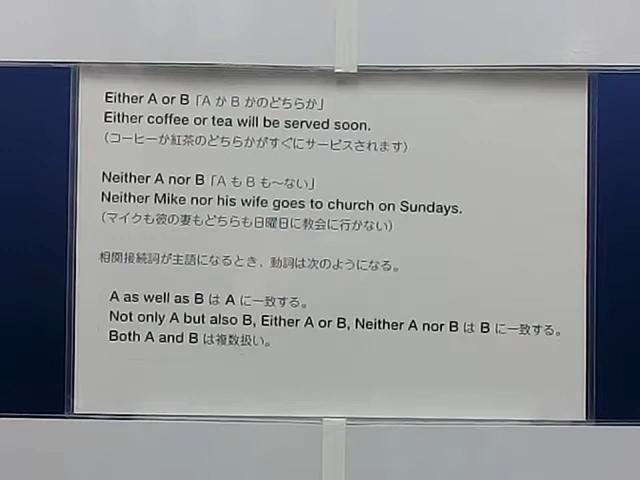 Either A or B「A か B かのどちらか」
Either coffee or tea will be served soon.
（コーヒーか紅茶のどちらかがすぐにサービスされます）
Neither A nor B「A も B も～ない」
Neither Mike nor his wife goes to church on Sundays.
（マイクも彼の妻もどちらも日曜日に教会に行かない）
相関接続詞が主語になるとき，動詞は次のようになる。
A as well as B は A に一致する。
Not only A but also B, Either A or B, Neither A nor B は B に一致する。
Both A and B は複数扱い。